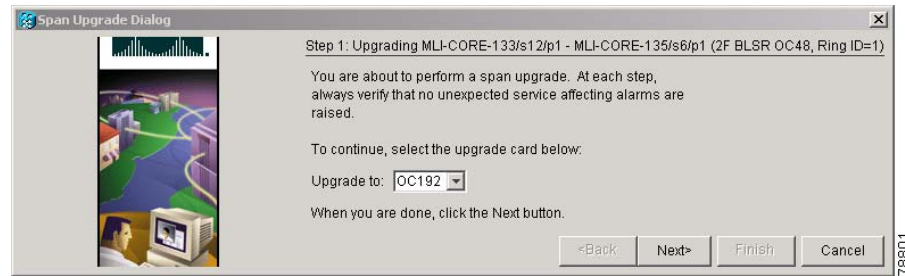 Span Upgrade Dialog
Step 1: Upgrading MLI-CORE-133/s12/p1 - MLI-CORE-135/s6/p1 (2F BLSR OC48, Ring ID=1)
You are about to perform a span upgrade. At each step,
always verify that no unexpected service affecting alarms are
raised.
To continue, select the upgrade card below:
Upgrade to: OC192
When you are done, click the Next button.
<Back Next> Finish Cancel
78801